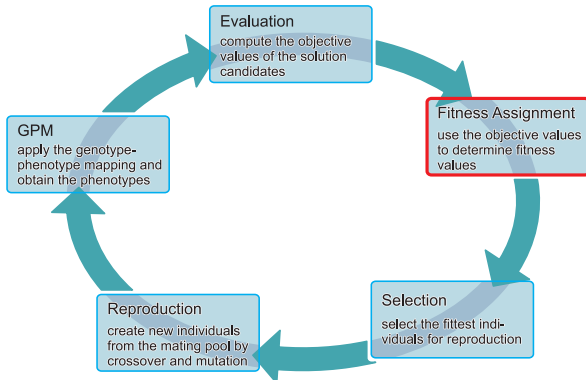 Evaluation
compute the objective
values of the solution
candidates
Fitness Assignment
use the objective values
to determine fitness
values
Selection
select the fittest indi-
viduals for reproduction
Reproduction
create new individuals
from the mating pool by
crossover and mutation
GPM
apply the genotype-
phenotype mapping and
obtain the phenotypes